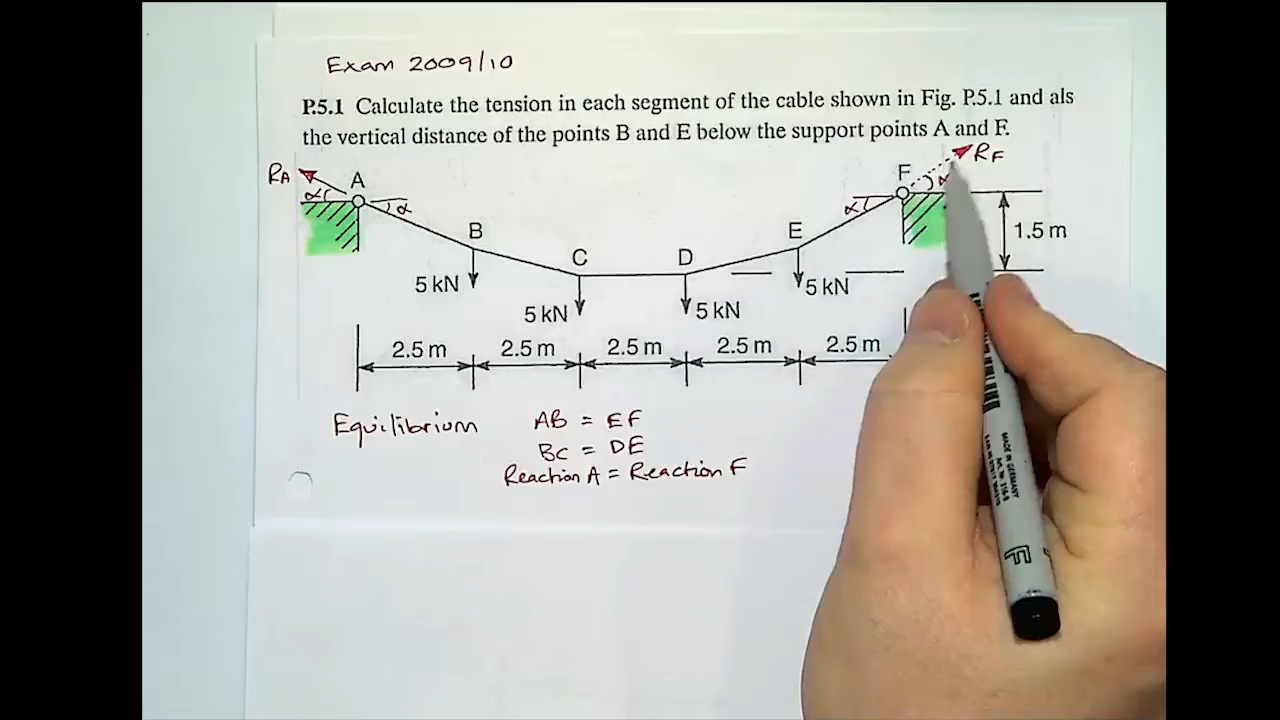 Exam 2009/10
P.5.1 Calculate the tension in each segment of the cable shown in Fig. P.5.1 and als
the vertical distance of the points B and E below the support points A and F.
RA
A
F
RF
α
α
α
α
B
C
D
E
1.5 m
5 kN
5 kN
5 kN
5 kN
2.5 m 2.5 m 2.5 m 2.5 m 2.5 m
Equilibrium
AB = EF
BC = DE
Reaction A = Reaction F
MADE IN GERMANY
F